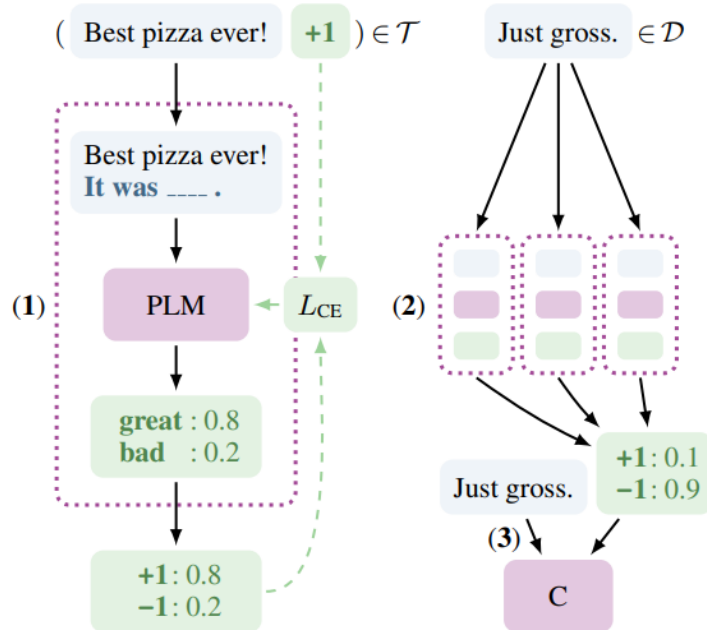 ( Best pizza ever! +1 ) ∈ 𝒯
Best pizza ever!
It was ____ .
(1)
PLM
L_CE
great : 0.8
bad : 0.2
+1: 0.8
−1: 0.2
Just gross. ∈ 𝒟
(2)
+1: 0.1
−1: 0.9
Just gross.
(3)
C